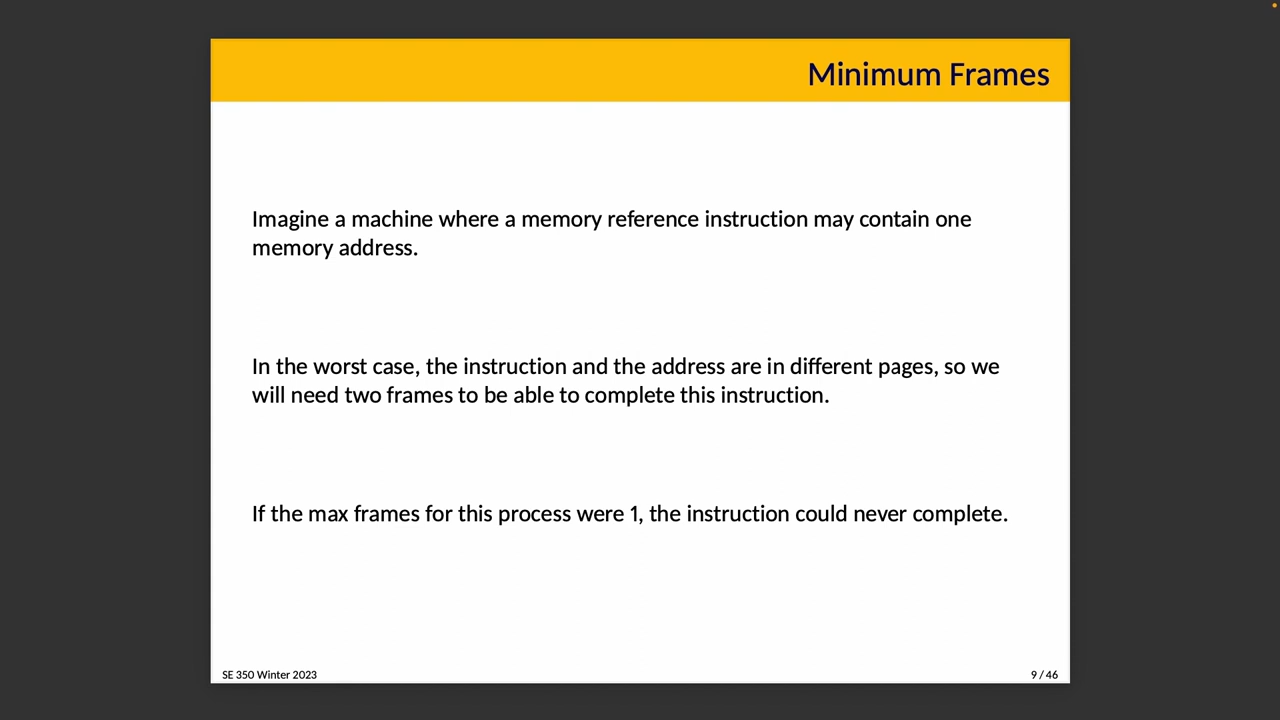 Minimum Frames
Imagine a machine where a memory reference instruction may contain one
memory address.
In the worst case, the instruction and the address are in different pages, so we
will need two frames to be able to complete this instruction.
If the max frames for this process were 1, the instruction could never complete.
SE 350 Winter 2023
9 / 46